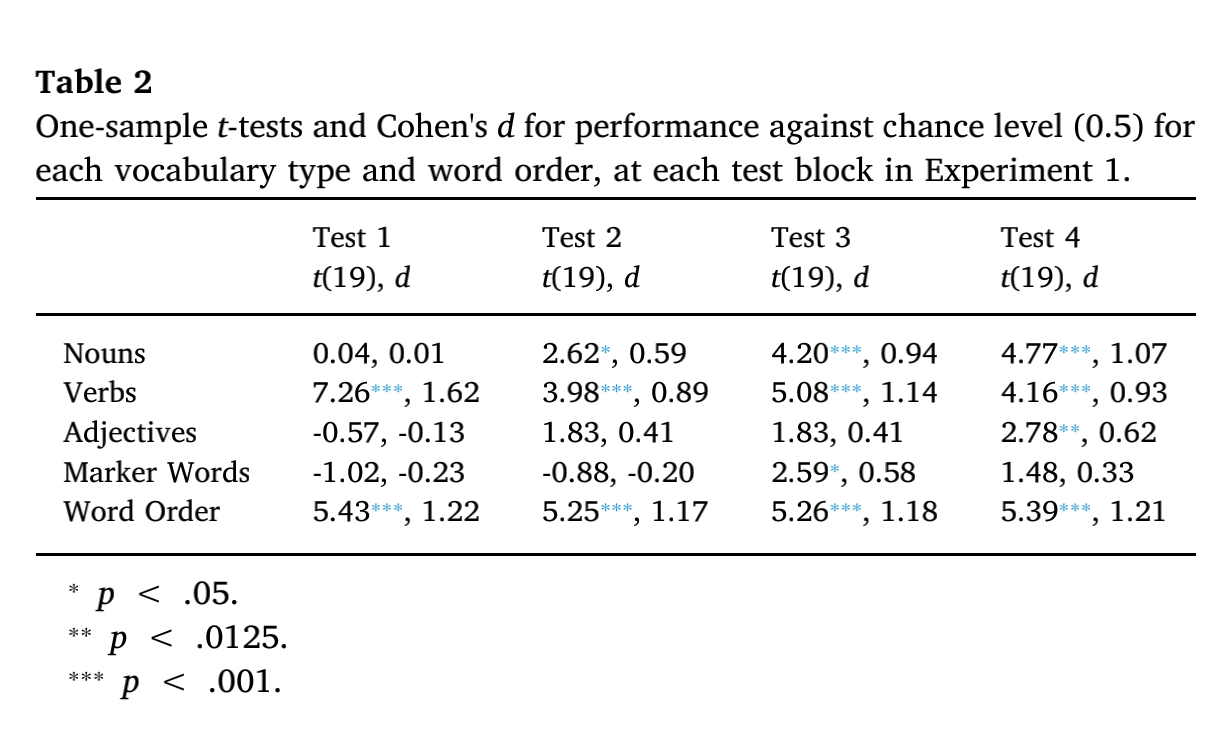 Table 2
One-sample t-tests and Cohen's d for performance against chance level (0.5) for
each vocabulary type and word order, at each test block in Experiment 1.
Test 1 Test 2 Test 3 Test 4
t(19), d t(19), d t(19), d t(19), d
Nouns 0.04, 0.01 2.62*, 0.59 4.20***, 0.94 4.77***, 1.07
Verbs 7.26***, 1.62 3.98***, 0.89 5.08***, 1.14 4.16***, 0.93
Adjectives -0.57, -0.13 1.83, 0.41 1.83, 0.41 2.78**, 0.62
Marker Words -1.02, -0.23 -0.88, -0.20 2.59*, 0.58 1.48, 0.33
Word Order 5.43***, 1.22 5.25***, 1.17 5.26***, 1.18 5.39***, 1.21
* p < .05.
** p < .0125.
*** p < .001.